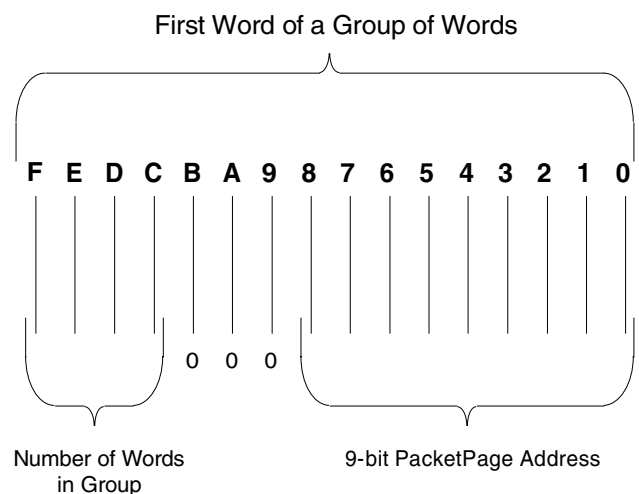 First Word of a Group of Words
F E D C B A 9 8 7 6 5 4 3 2 1 0
0 0 0
Number of Words
in Group
9-bit PacketPage Address